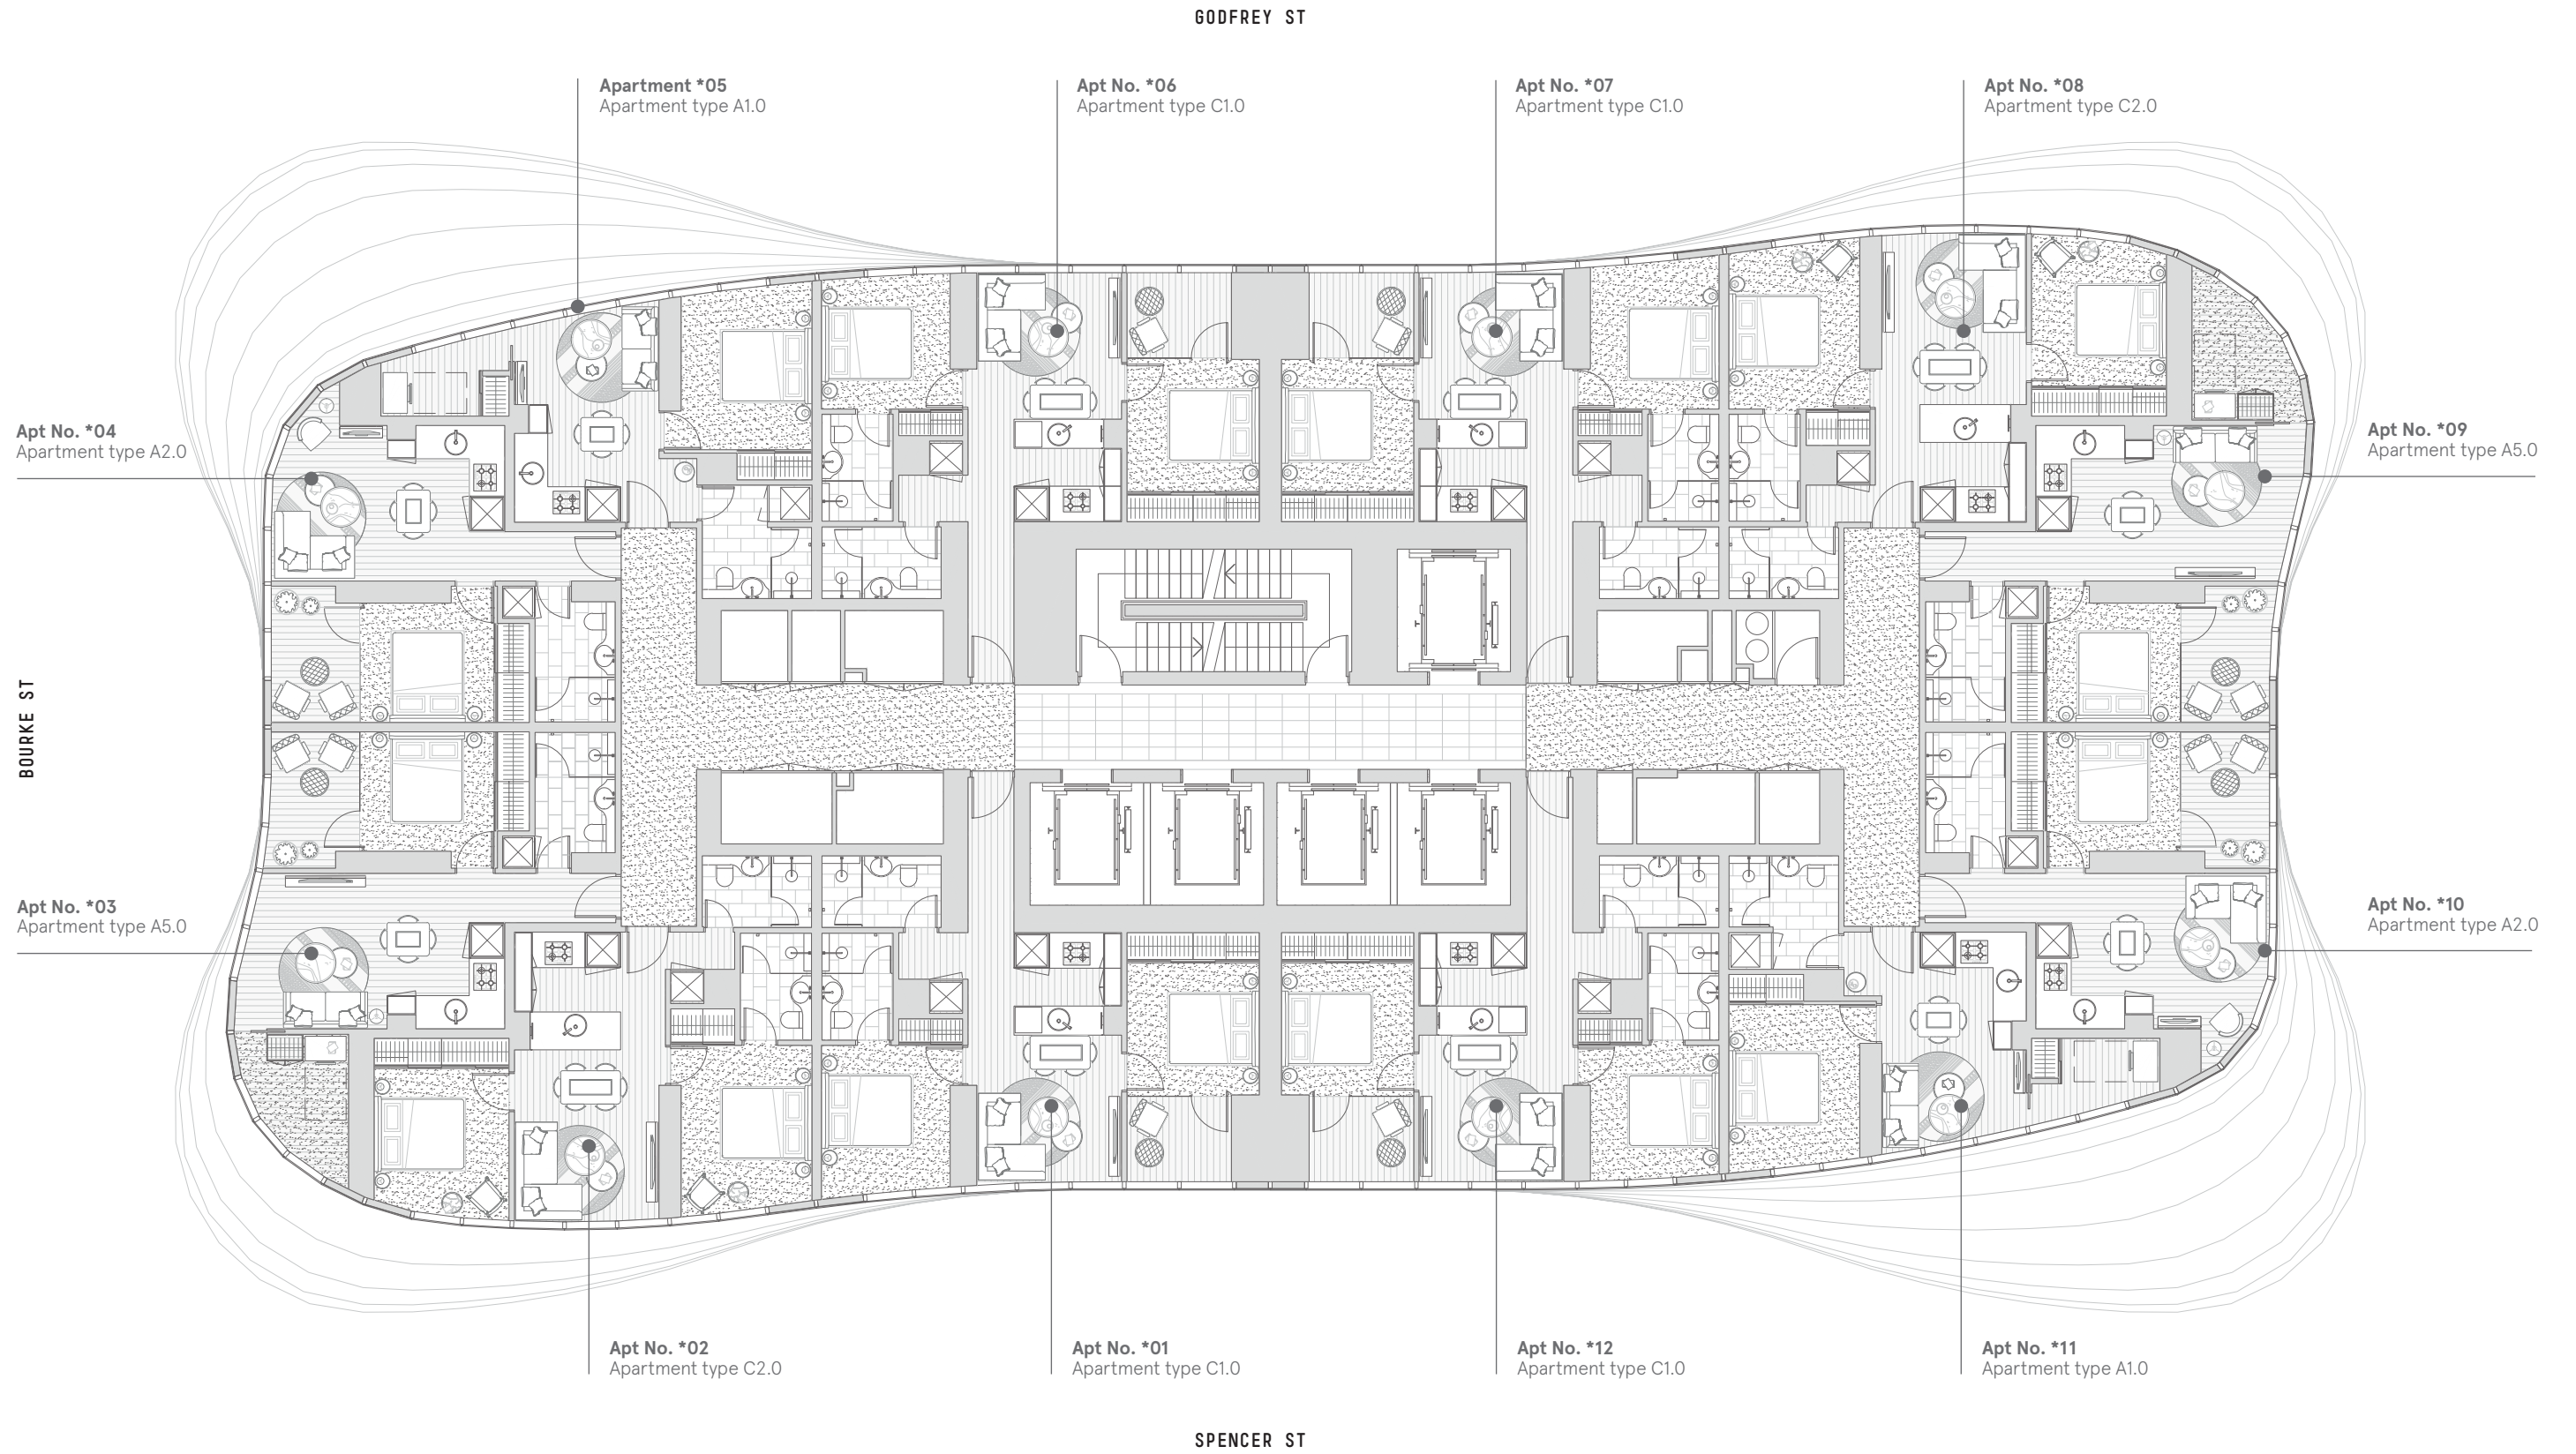 GODFREY ST
Apartment *05
Apartment type A1.0
Apt No. *06
Apartment type C1.0
Apt No. *07
Apartment type C1.0
Apt No. *08
Apartment type C2.0
Apt No. *04
Apartment type A2.0
Apt No. *09
Apartment type A5.0
BOURKE ST
Apt No. *03
Apartment type A5.0
Apt No. *10
Apartment type A2.0
Apt No. *02
Apartment type C2.0
Apt No. *01
Apartment type C1.0
Apt No. *12
Apartment type C1.0
Apt No. *11
Apartment type A1.0
SPENCER ST